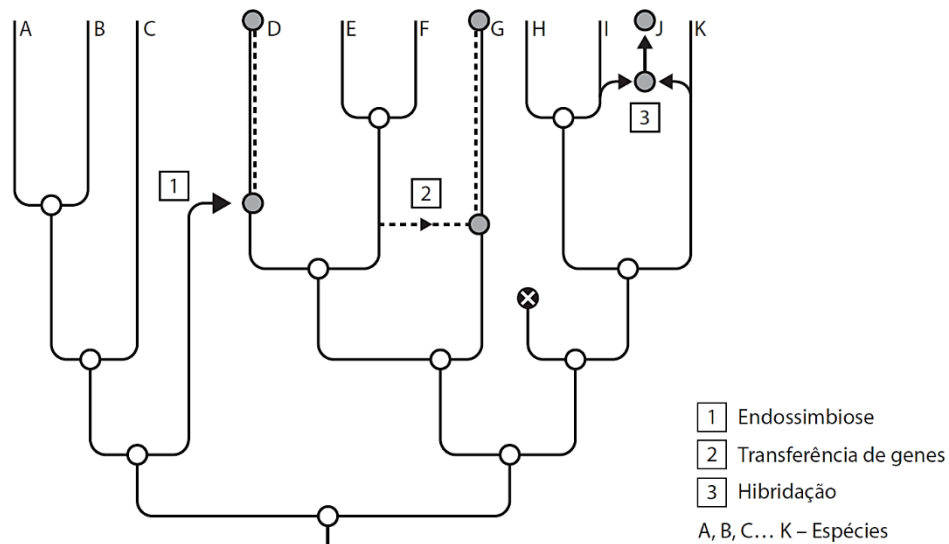 A B C D E F G H I J K
1
2
3
1 Endossimbiose
2 Transferência de genes
3 Hibridação
A, B, C… K – Espécies